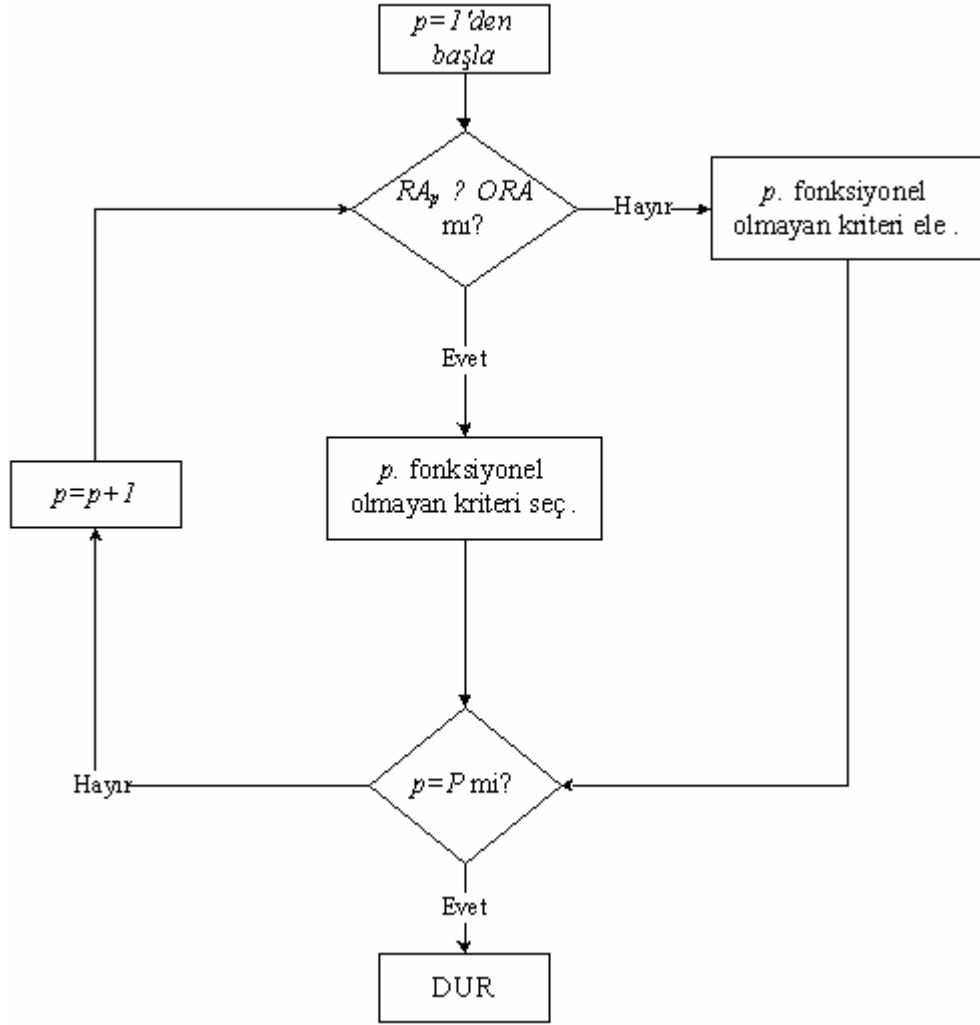 p=1'den
başla
RAp ? ORA
mı?
Hayır
p. fonksiyonel
olmayan kriteri ele .
Evet
p. fonksiyonel
olmayan kriteri seç .
p=p+1
Hayır
p=P mi?
Evet
DUR